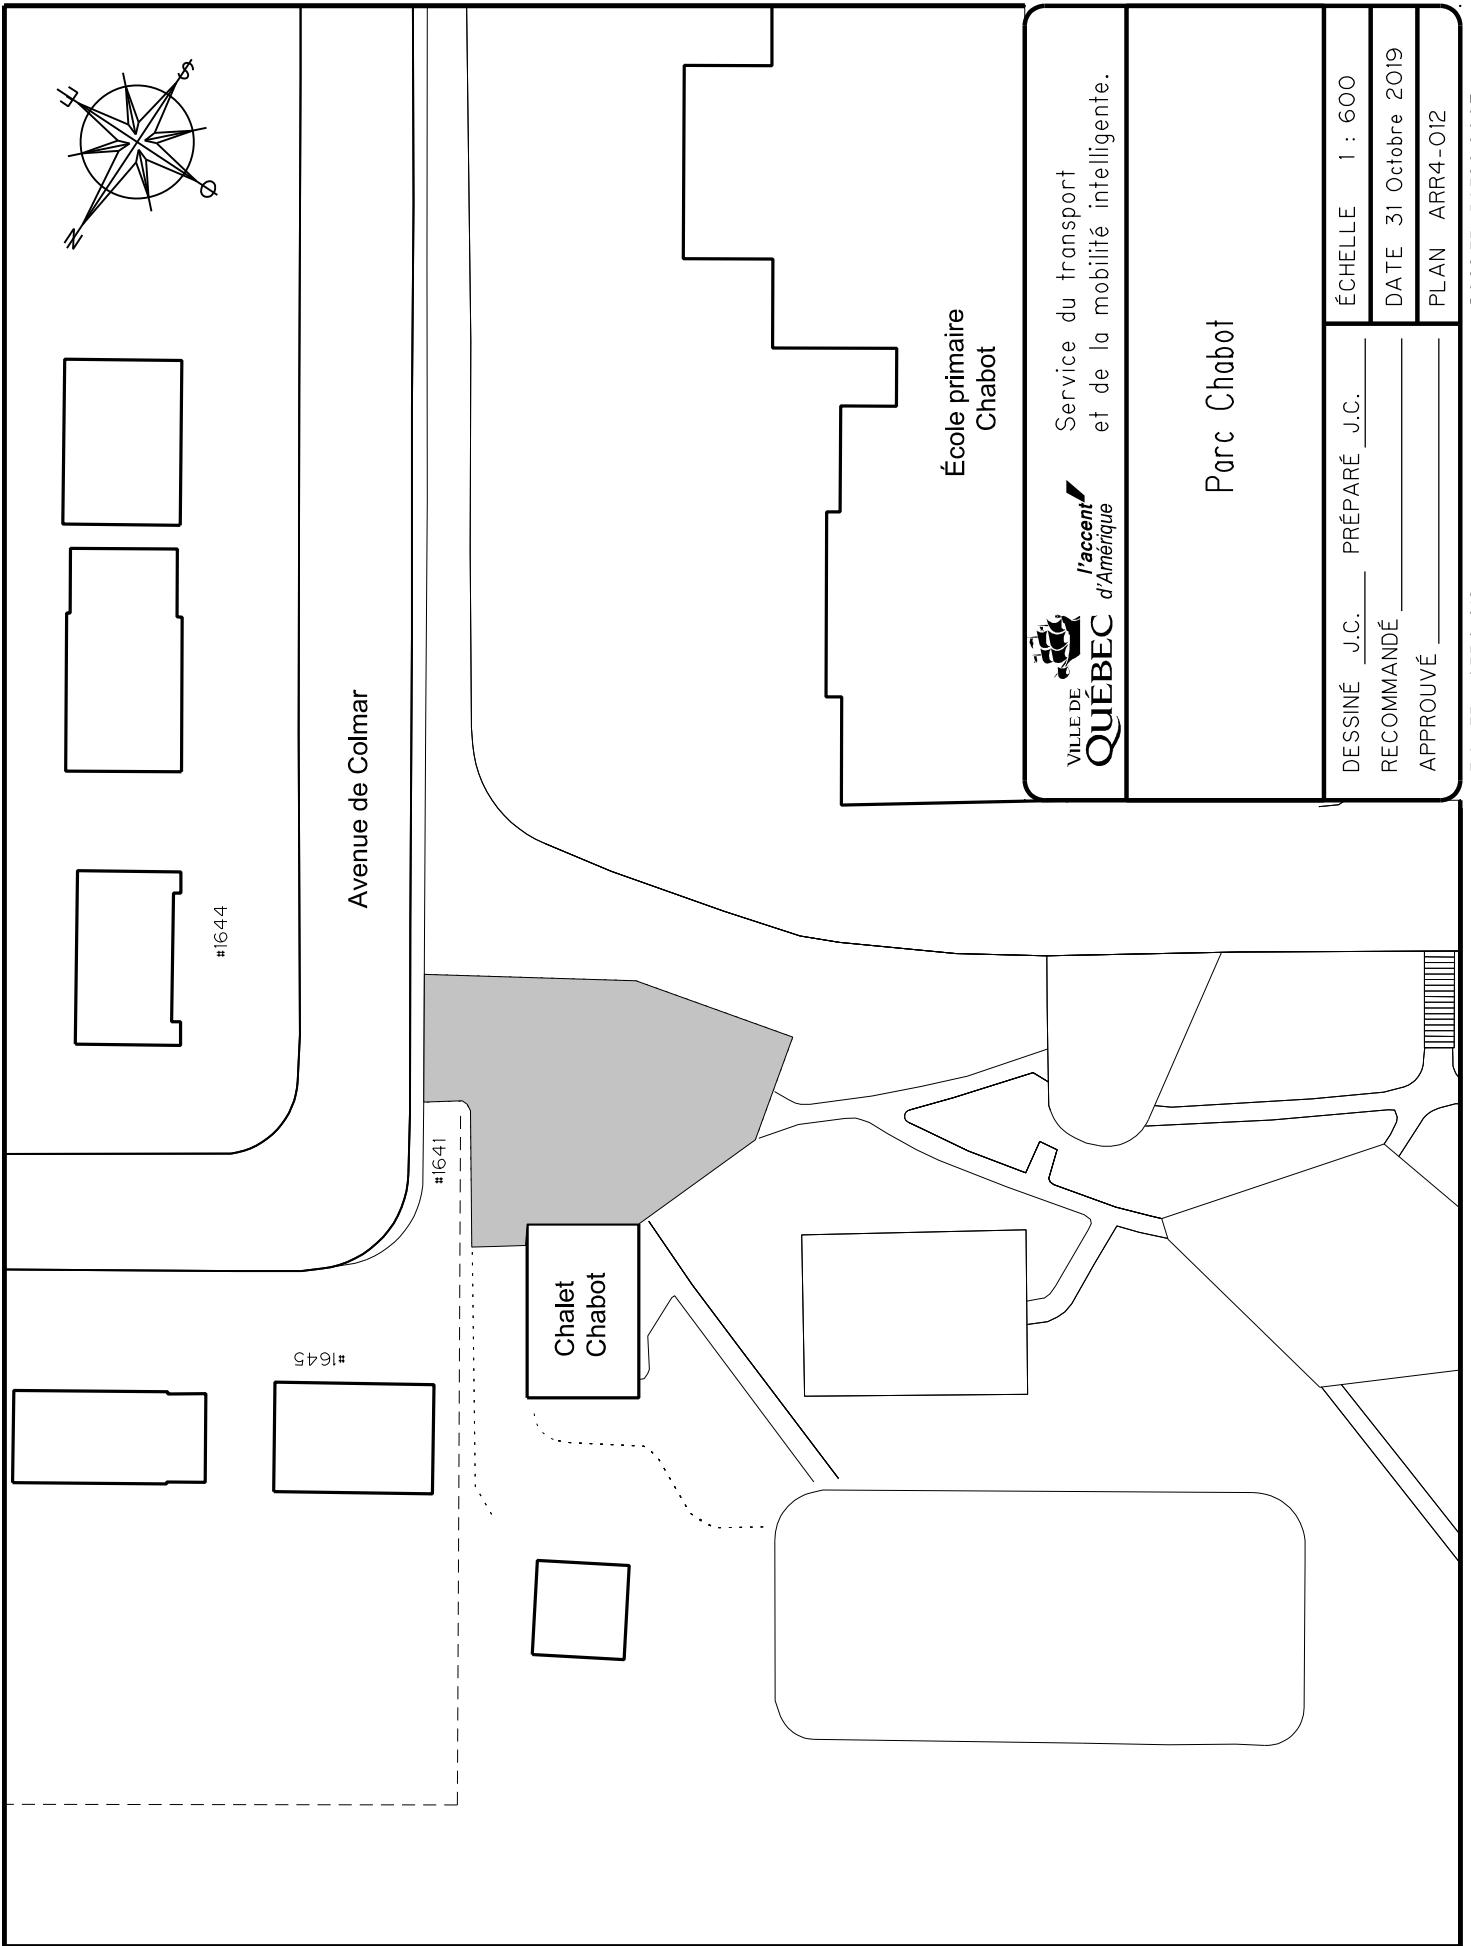 N
E
S
O
Avenue de Colmar
#1644
#1641
#1645
Chalet
Chabot
École primaire
Chabot
VILLE DE
QUÉBEC
l'accent
d'Amérique
Service du transport
et de la mobilité intelligente.
Parc Chabot
DESSINÉ J.C. PRÉPARÉ J.C.
RECOMMANDÉ
APPROUVÉ
ÉCHELLE 1 : 600
DATE 31 Octobre 2019
PLAN ARR4-012